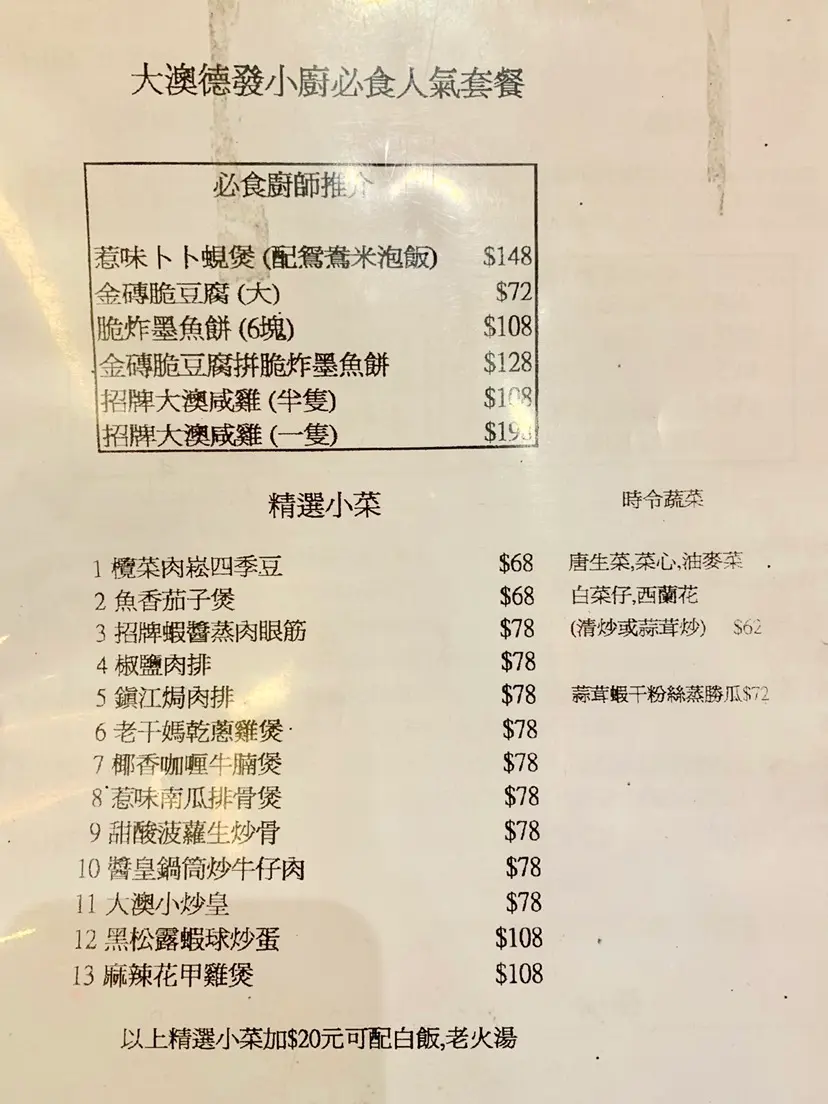 大澳德發小廚必食人氣套餐
必食廚師推介
惹味卜卜蜆煲 (配鴛鴦米泡飯) $148
金磚脆豆腐 (大) $72
脆炸墨魚餅 (6塊) $108
金磚脆豆腐拼脆炸墨魚餅 $128
招牌大澳咸雞 (半隻) $108
招牌大澳咸雞 (一隻)
精選小菜
1 欖菜肉崧四季豆 $68
2 魚香茄子煲 $68
3 招牌蝦醬蒸肉眼筋 $78
4 椒鹽肉排 $78
5 鎮江焗肉排 $78
6 老干媽乾蔥雞煲 $78
7 椰香咖喱牛腩煲 $78
8 惹味南瓜排骨煲 $78
9 甜酸菠蘿生炒骨 $78
10 醬皇鍋筒炒牛仔肉 $78
11 大澳小炒皇 $78
12 黑松露蝦球炒蛋 $108
13 麻辣花甲雞煲 $108
時令蔬菜
唐生菜,菜心,油麥菜
白菜仔,西蘭花
(清炒或蒜茸炒) $62
蒜茸蝦干粉絲蒸勝瓜$72
以上精選小菜加$20元可配白飯,老火湯